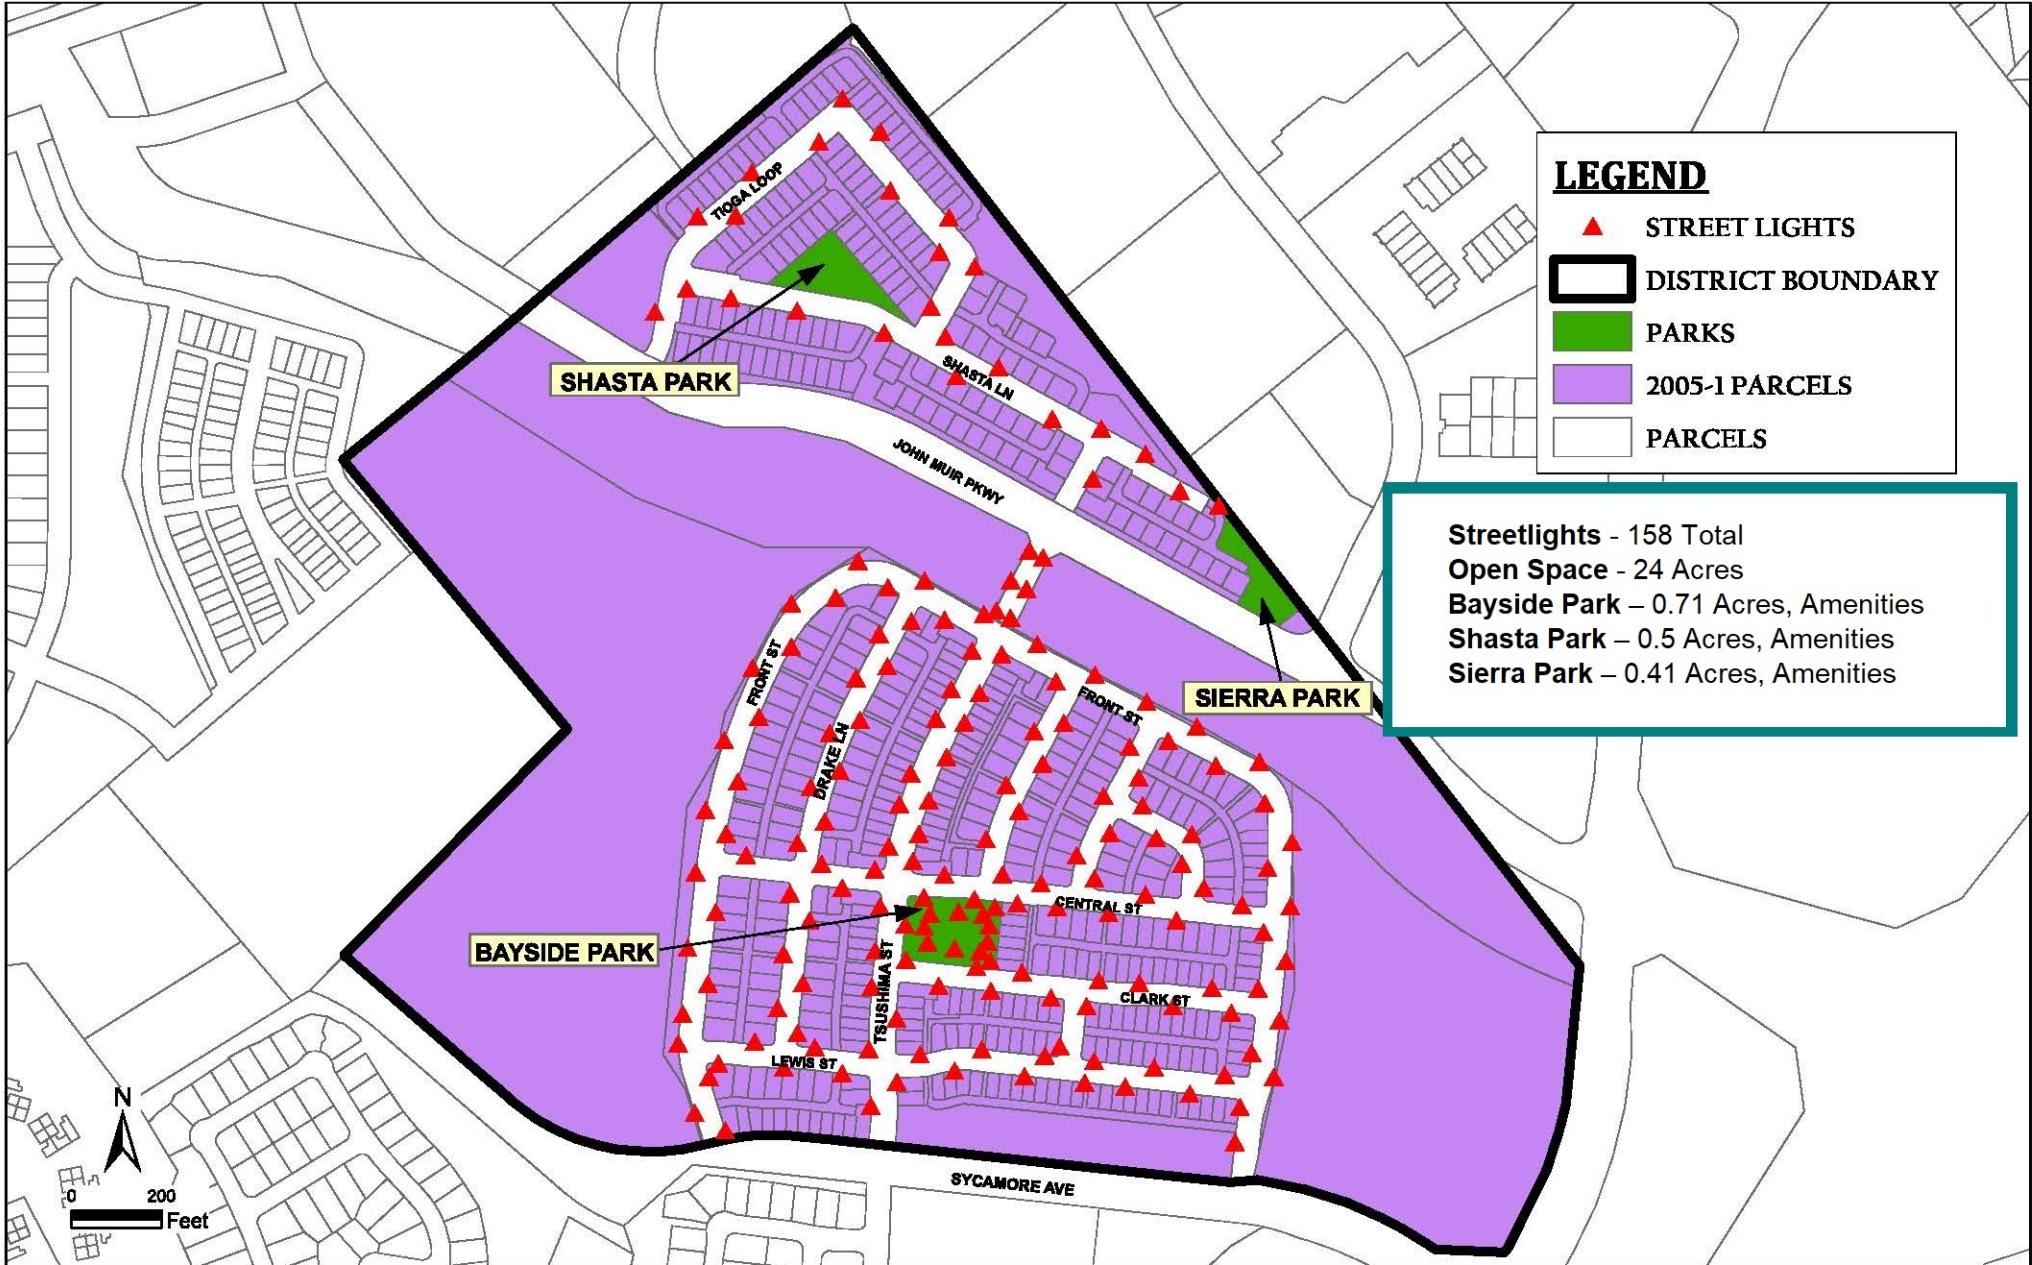 TIOGA LOOP
SHASTA PARK
SHASTA LN
JOHN MUIR PKWY
LEGEND
STREET LIGHTS
DISTRICT BOUNDARY
PARKS
2005-1 PARCELS
PARCELS
Streetlights - 158 Total
Open Space - 24 Acres
Bayside Park – 0.71 Acres, Amenities
Shasta Park – 0.5 Acres, Amenities
Sierra Park – 0.41 Acres, Amenities
SIERRA PARK
FRONT ST
FRONT ST
DRAKE LN
CENTRAL ST
BAYSIDE PARK
TSUSHIMA ST
CLARK ST
LEWIS ST
SYCAMORE AVE
N
0 200
Feet